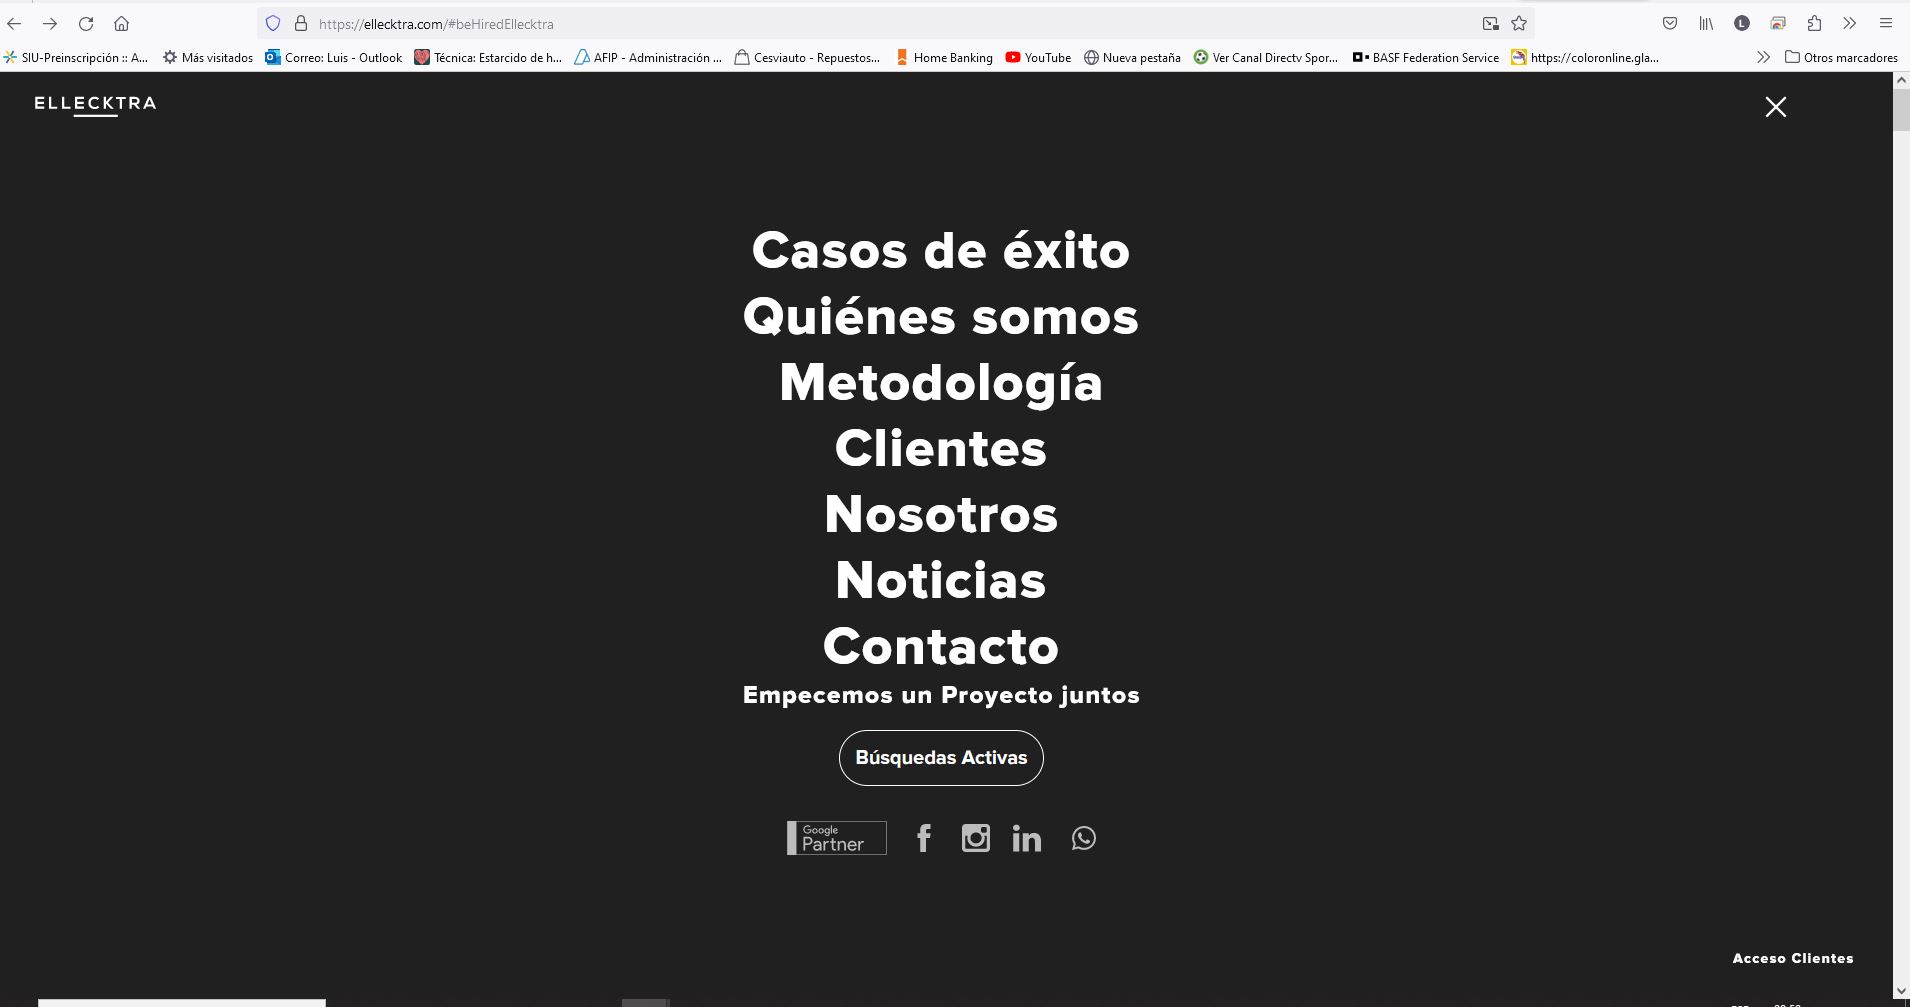 https://ellecktra.com/#beHiredEllecktra
L
SIU-Preinscripción :: A... Más visitados Correo: Luis - Outlook Técnica: Estarcido de h... AFIP - Administración ... Cesviauto - Repuestos... Home Banking YouTube Nueva pestaña Ver Canal Directv Spor... BASF Federation Service https://coloronline.gla... Otros marcadores
ELLECKTRA
Casos de éxito
Quiénes somos
Metodología
Clientes
Nosotros
Noticias
Contacto
Empecemos un Proyecto juntos
Búsquedas Activas
Google
Partner
Acceso Clientes